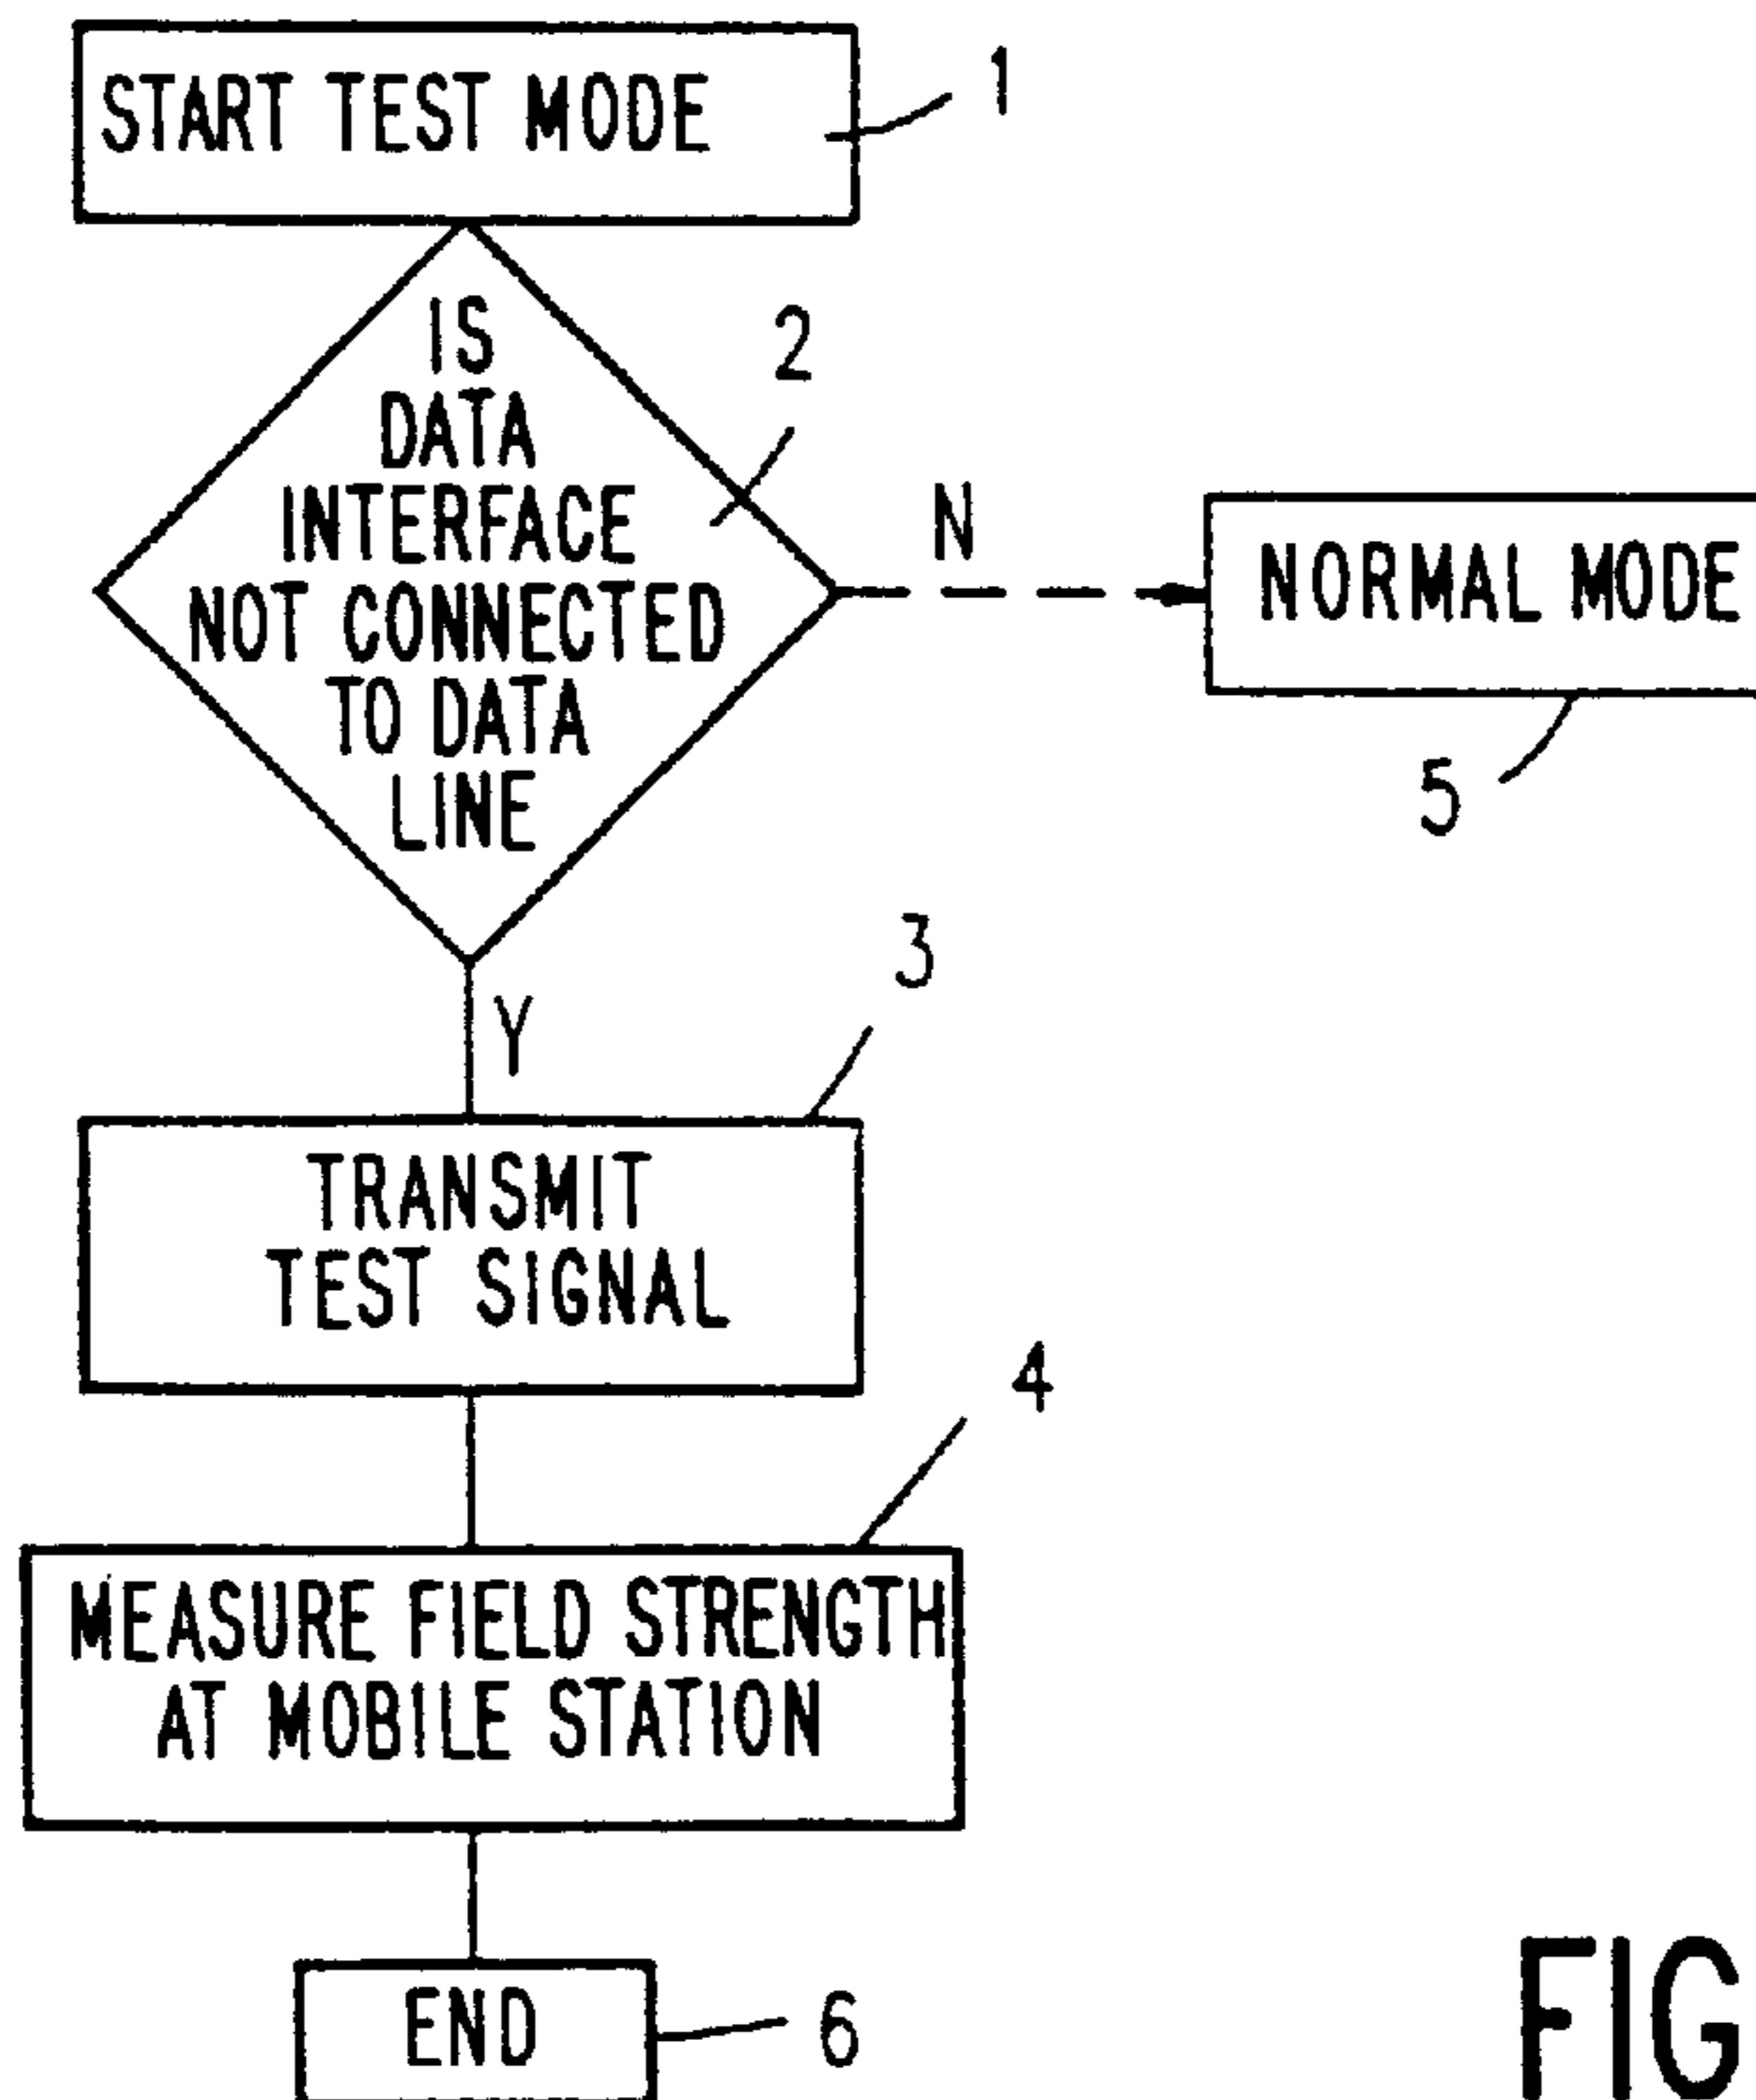 START TEST MODE
1
IS
DATA
INTERFACE
NOT CONNECTED
TO DATA
LINE
2
N
NORMAL MODE
5
Y
3
TRANSMIT
TEST SIGNAL
4
MEASURE FIELD STRENGTH
AT MOBILE STATION
END
6
FIG